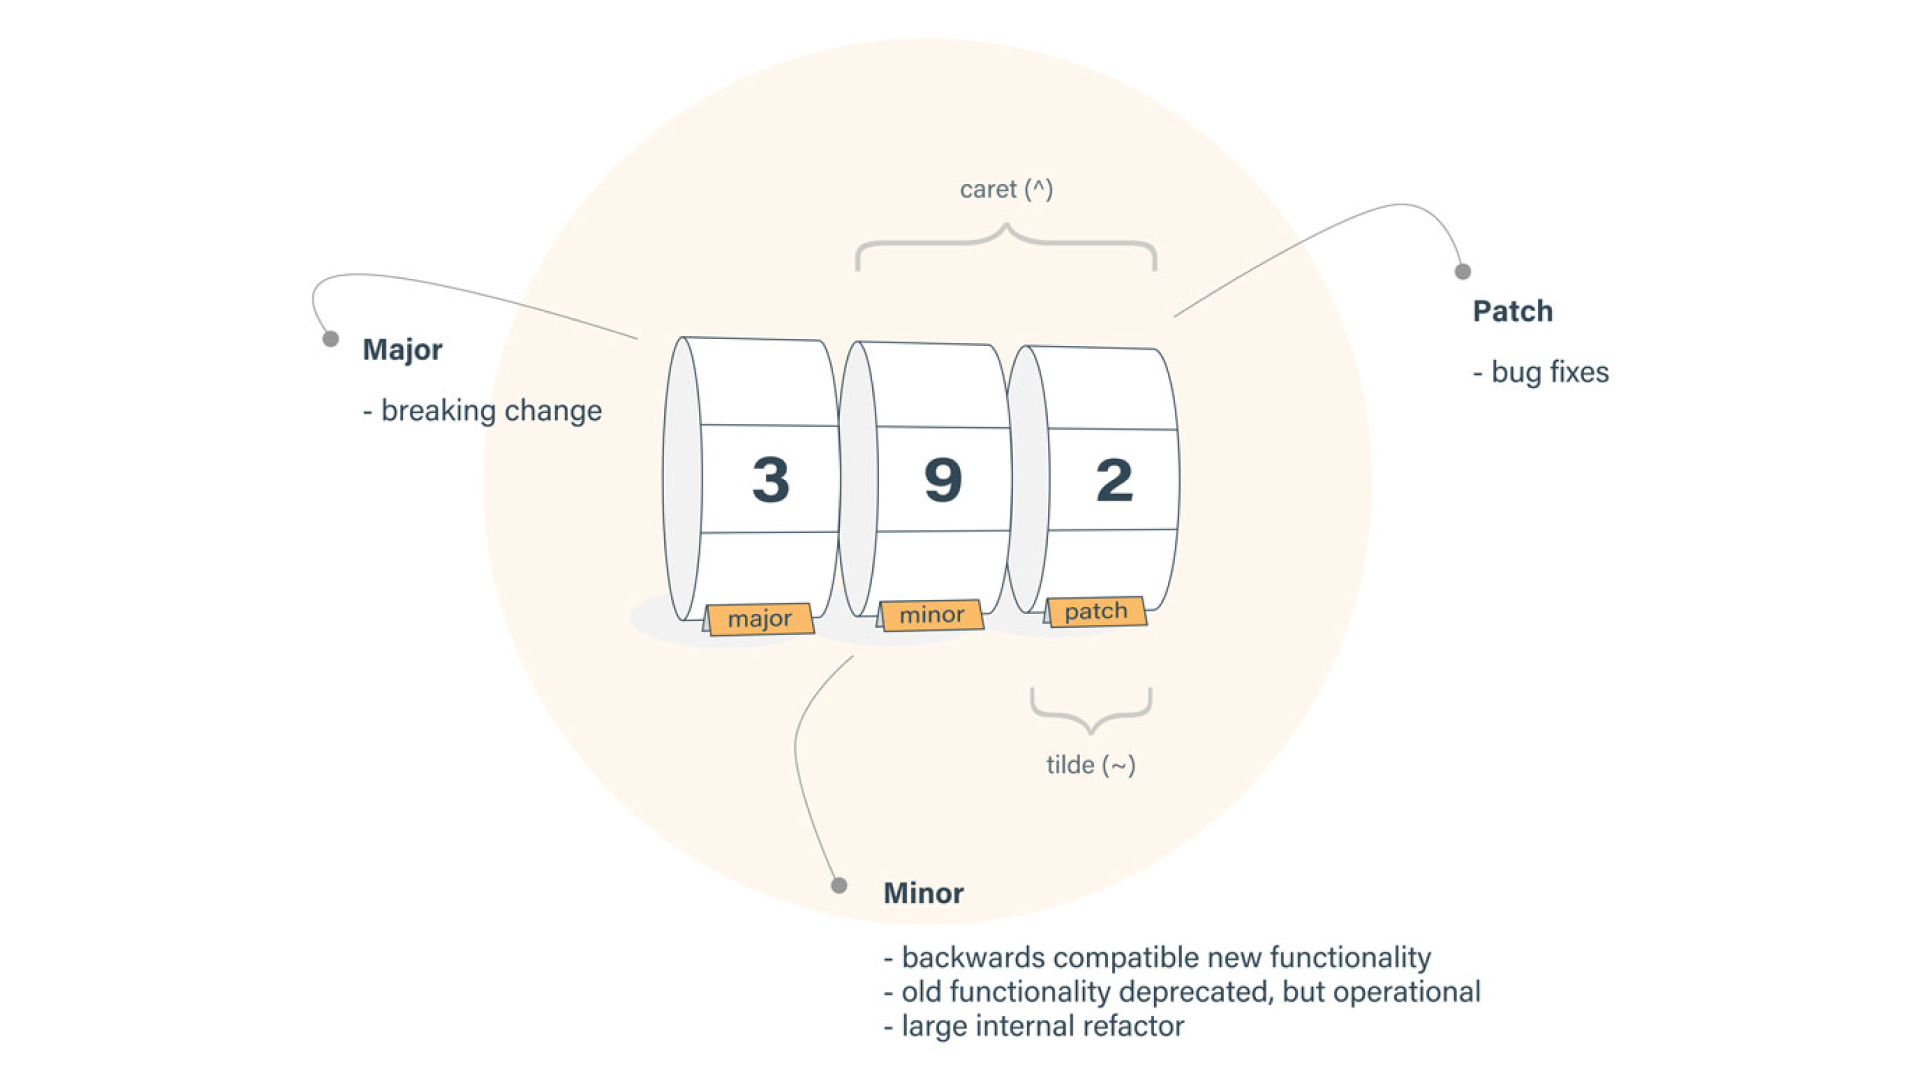 caret (^)
Major
- breaking change
Patch
- bug fixes
3 9 2
major minor patch
tilde (~)
Minor
- backwards compatible new functionality
- old functionality deprecated, but operational
- large internal refactor